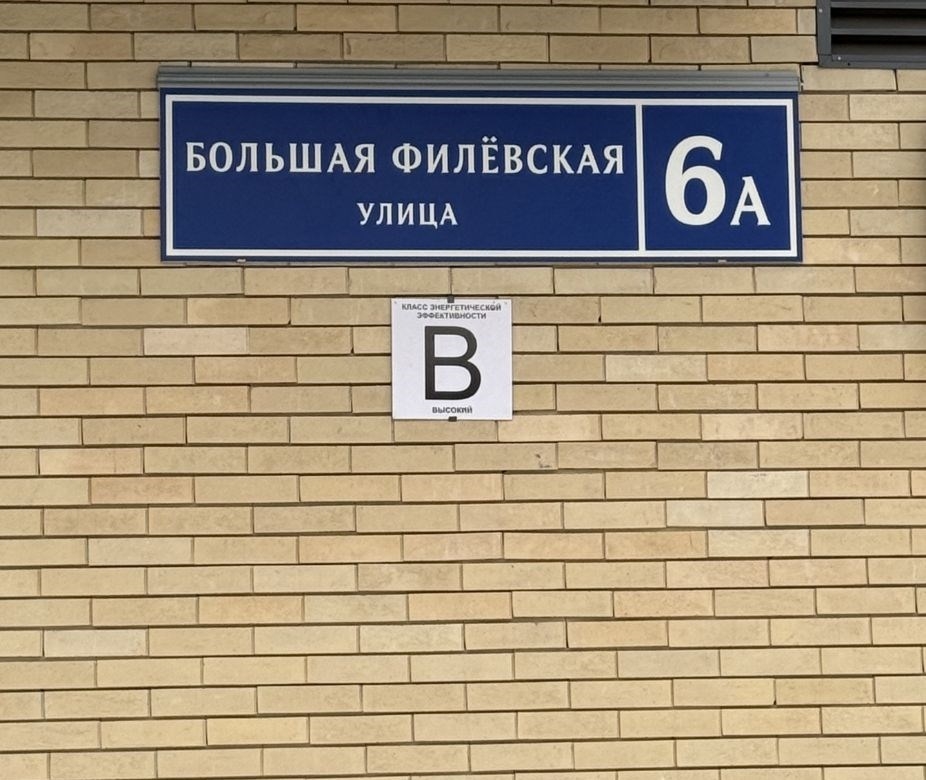 БОЛЬШАЯ ФИЛЁВСКАЯ
УЛИЦА
6А
КЛАСС ЭНЕРГЕТИЧЕСКОЙ
ЭФФЕКТИВНОСТИ
B
ВЫСОКИЙ